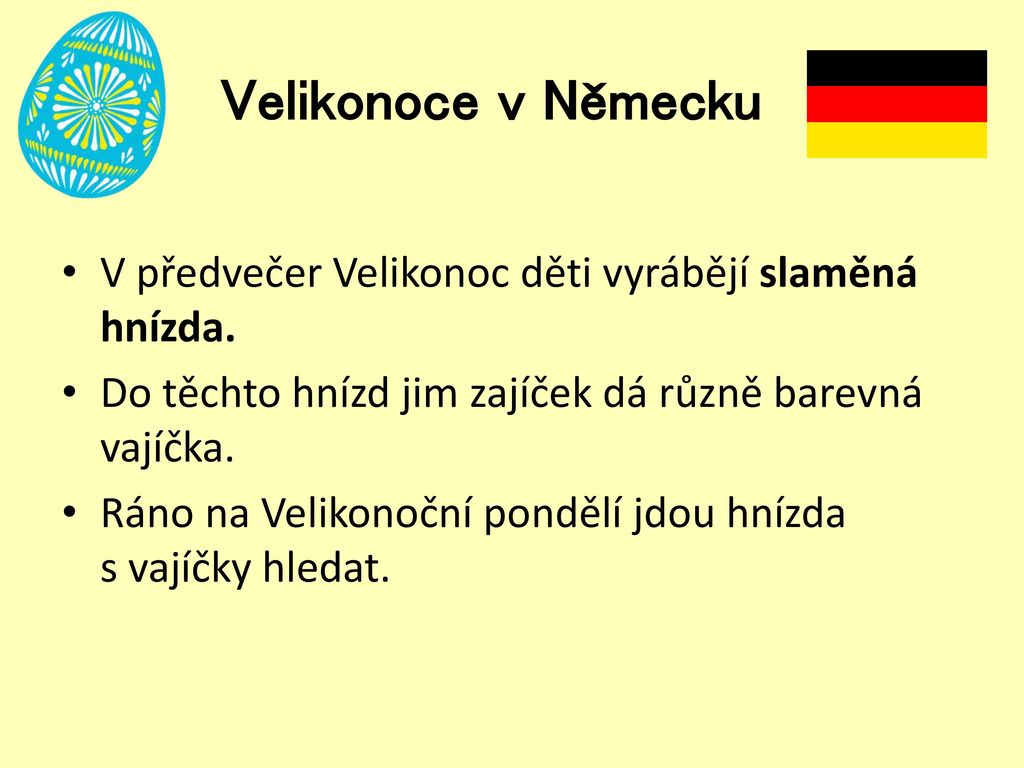 Velikonoce v Německu
• V předvečer Velikonoc děti vyrábějí slaměná
hnízda.
• Do těchto hnízd jim zajíček dá různě barevná
vajíčka.
• Ráno na Velikonoční pondělí jdou hnízda
s vajíčky hledat.